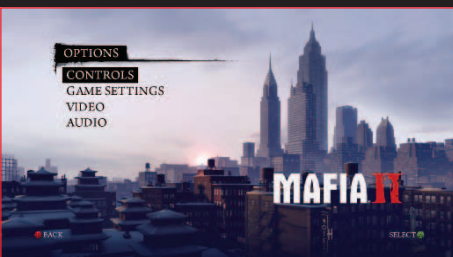 OPTIONS
CONTROLS
GAME SETTINGS
VIDEO
AUDIO
MAFIA II
BACK
SELECT